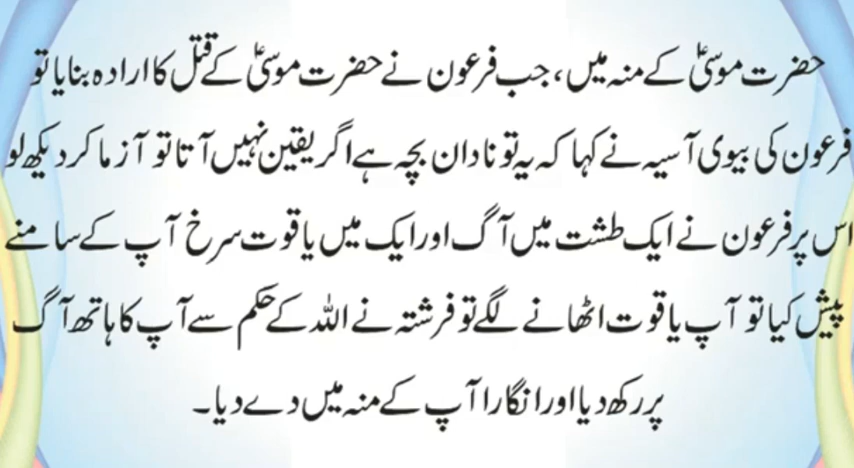 حضرت موسیٰؑ کے منہ میں، جب فرعون نے حضرت موسیٰؑ کے قتل کا ارادہ بنایا تو
فرعون کی بیوی آسیہ نے کہا کہ یہ تو نادان بچہ ہے اگر یقین نہیں آتا تو آزما کر دیکھ لو
اس پر فرعون نے ایک طشت میں آگ اور ایک میں یاقوت سرخ آپ کے سامنے
پیش کیا تو آپ یاقوت اٹھانے لگے تو فرشتہ نے اللہ کے حکم سے آپ کا ہاتھ آگ
پر رکھ دیا اور انگارا آپ کے منہ میں دے دیا۔